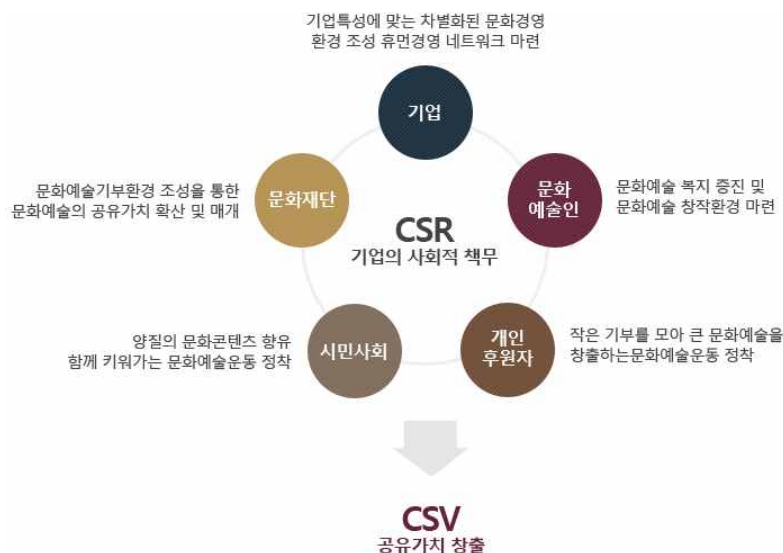 기업특성에 맞는 차별화된 문화경영
환경 조성 휴먼경영 네트워크 마련
기업
문화재단
문화예술기부환경 조성을 통한
문화예술의 공유가치 확산 및 매개
문화
예술인
문화예술 복지 증진 및
문화예술 창작환경 마련
CSR
기업의 사회적 책무
양질의 문화콘텐츠 향유
함께 키워가는 문화예술운동 정착
시민사회
개인
후원자
작은 기부를 모아 큰 문화예술을
창출하는문화예술운동 정착
CSV
공유가치 창출